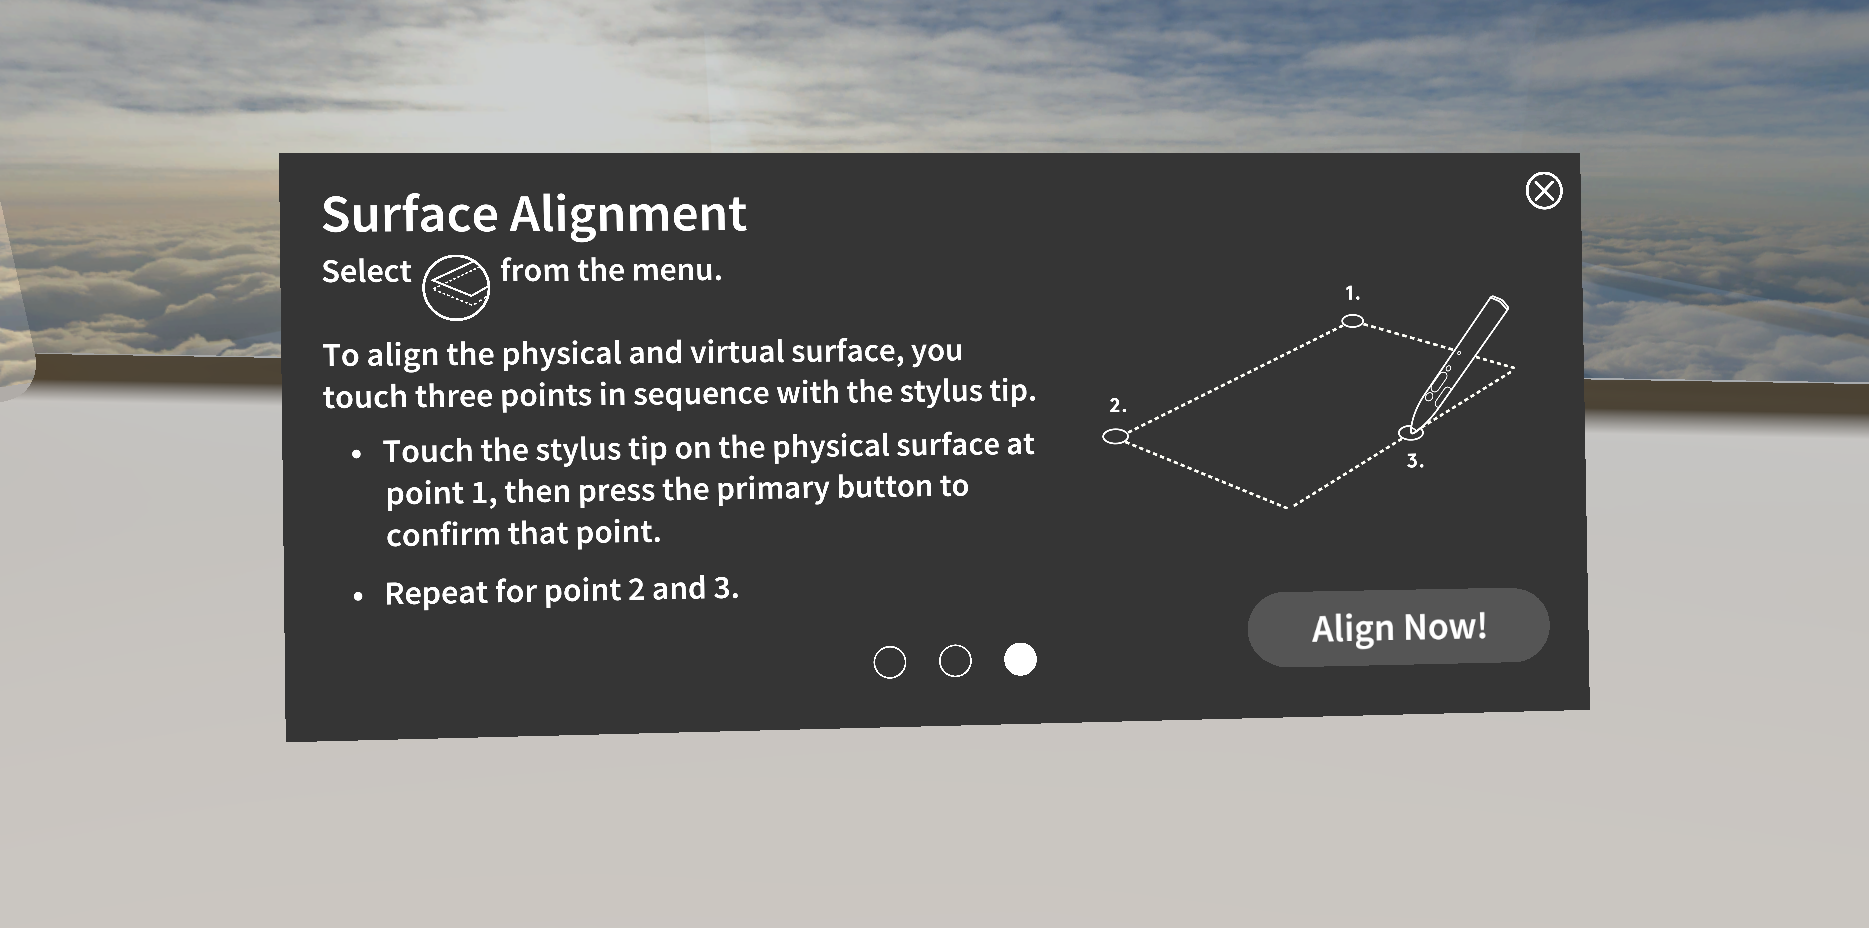 Surface Alignment
Select from the menu.
To align the physical and virtual surface, you
touch three points in sequence with the stylus tip.
• Touch the stylus tip on the physical surface at
point 1, then press the primary button to
confirm that point.
• Repeat for point 2 and 3.
1.
2.
3.
Align Now!